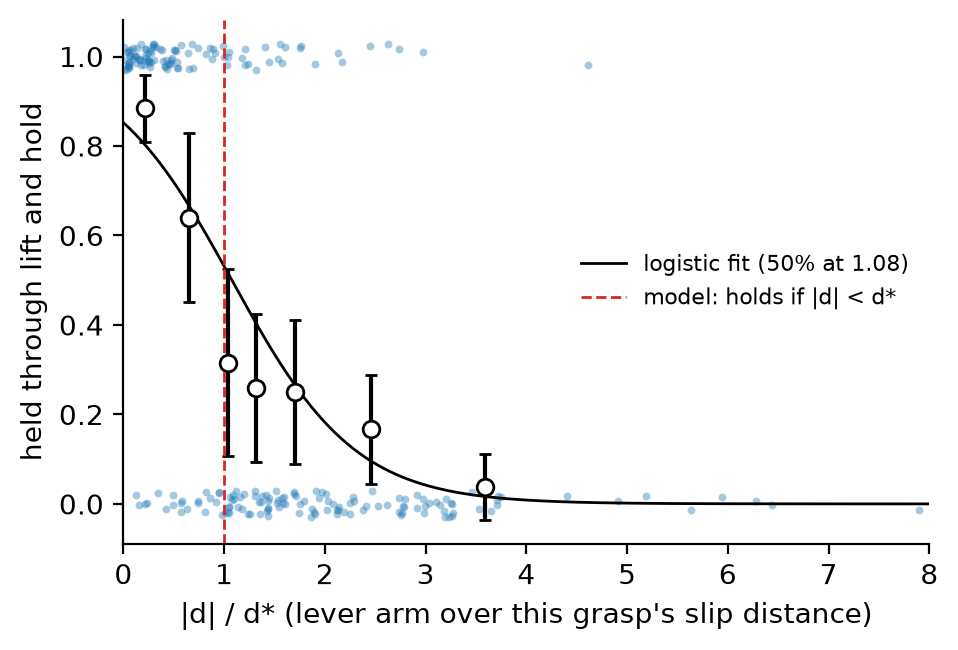 held through lift and hold
1.0
0.8
0.6
0.4
0.2
0.0
logistic fit (50% at 1.08)
model: holds if |d| < d*
0 1 2 3 4 5 6 7 8
|d| / d* (lever arm over this grasp's slip distance)